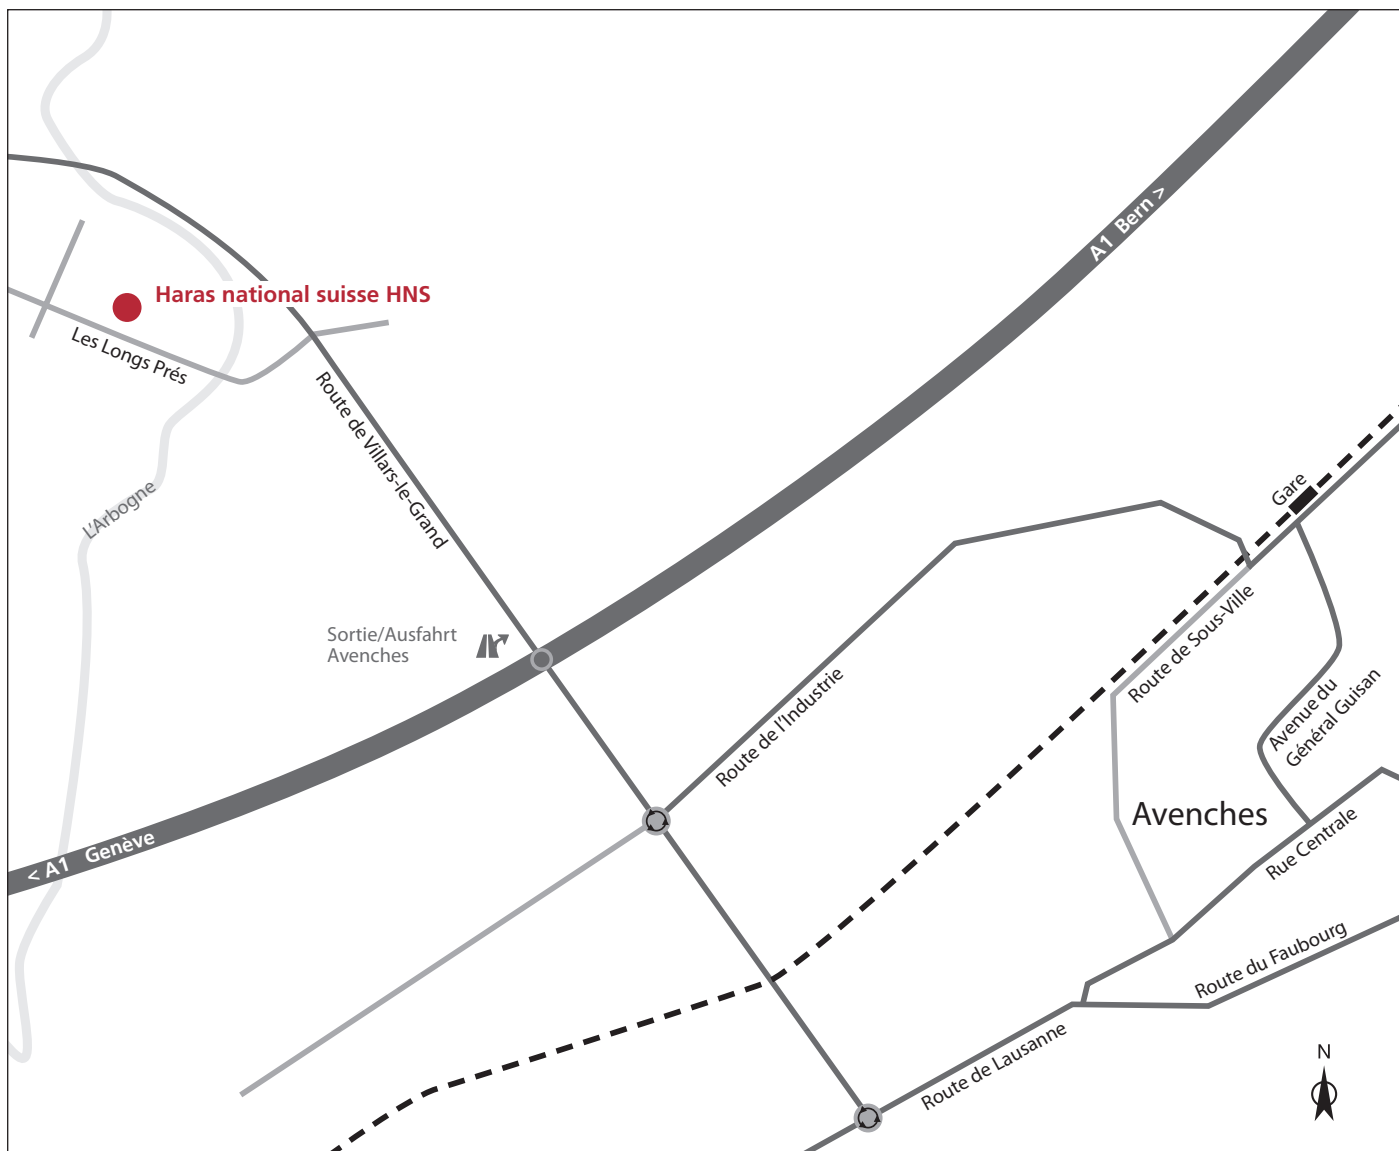 A1 Bern >
Haras national suisse HNS
Les Longs Prés
Route de Villars-le-Grand
L'Arbogne
Gare
Sortie/Ausfahrt
Avenches
Route de Sous-Ville
Route de l'Industrie
Avenue du
Général Guisan
Avenches
< A1 Genève
Rue Centrale
Route du Faubourg
Route de Lausanne
N